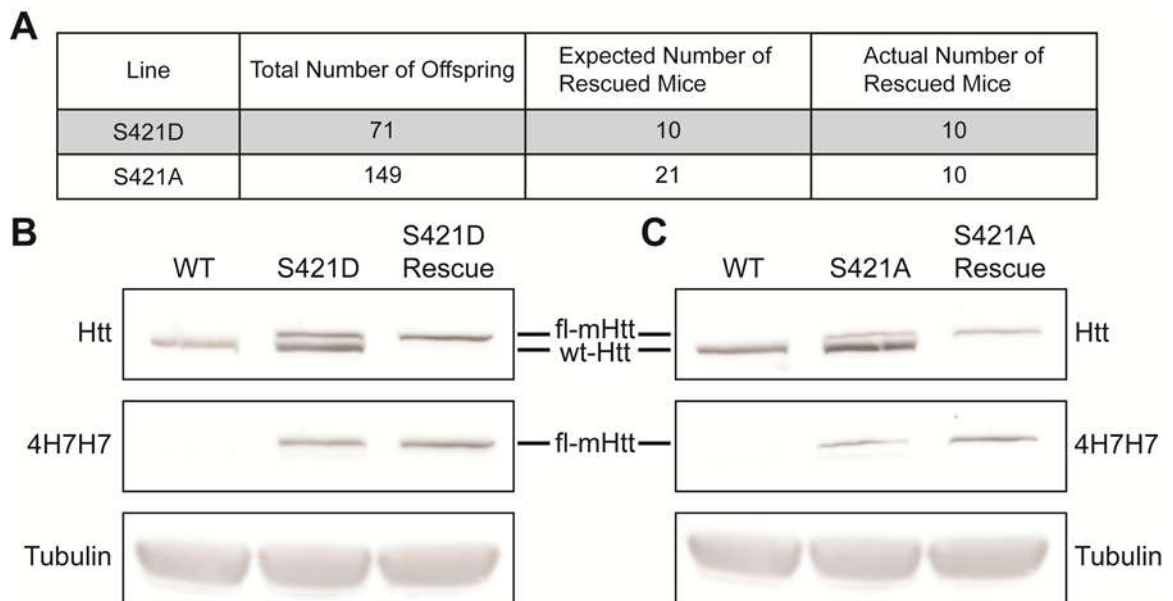 A
Line
Total Number of Offspring
Expected Number of
Rescued Mice
Actual Number of
Rescued Mice
S421D
71
10
10
S421A
149
21
10
B
WT
S421D
S421D
Rescue
Htt
4H7H7
Tubulin
fl-mHtt
wt-Htt
fl-mHtt
C
WT
S421A
S421A
Rescue
Htt
4H7H7
Tubulin